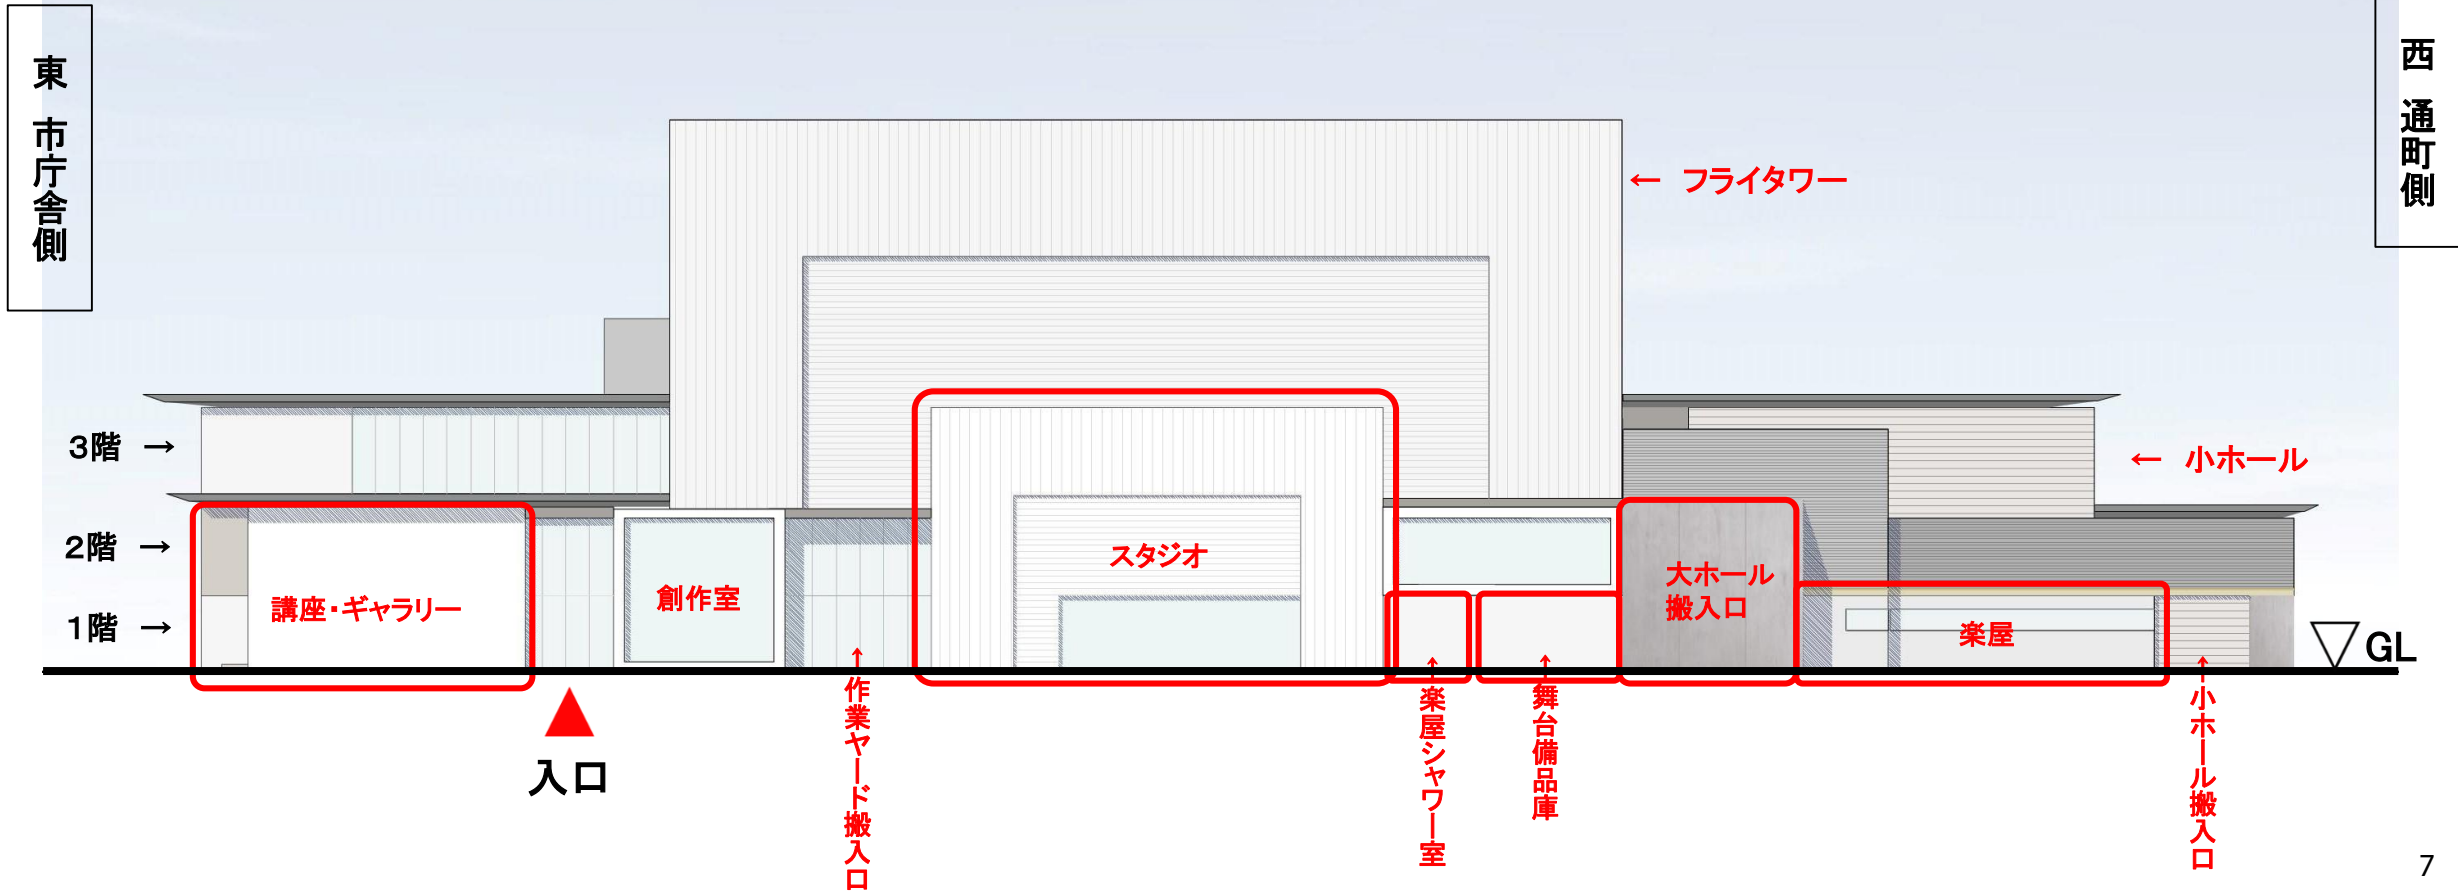 東 市庁舎側
西 通町側
← フライタワー
3階 →
← 小ホール
2階 →
スタジオ
大ホール
搬入口
創作室
講座・ギャラリー
1階 →
楽屋
GL
入口
↑作業ヤード搬入口
↑楽屋シャワー室
↑舞台備品庫
↑小ホール搬入口
7